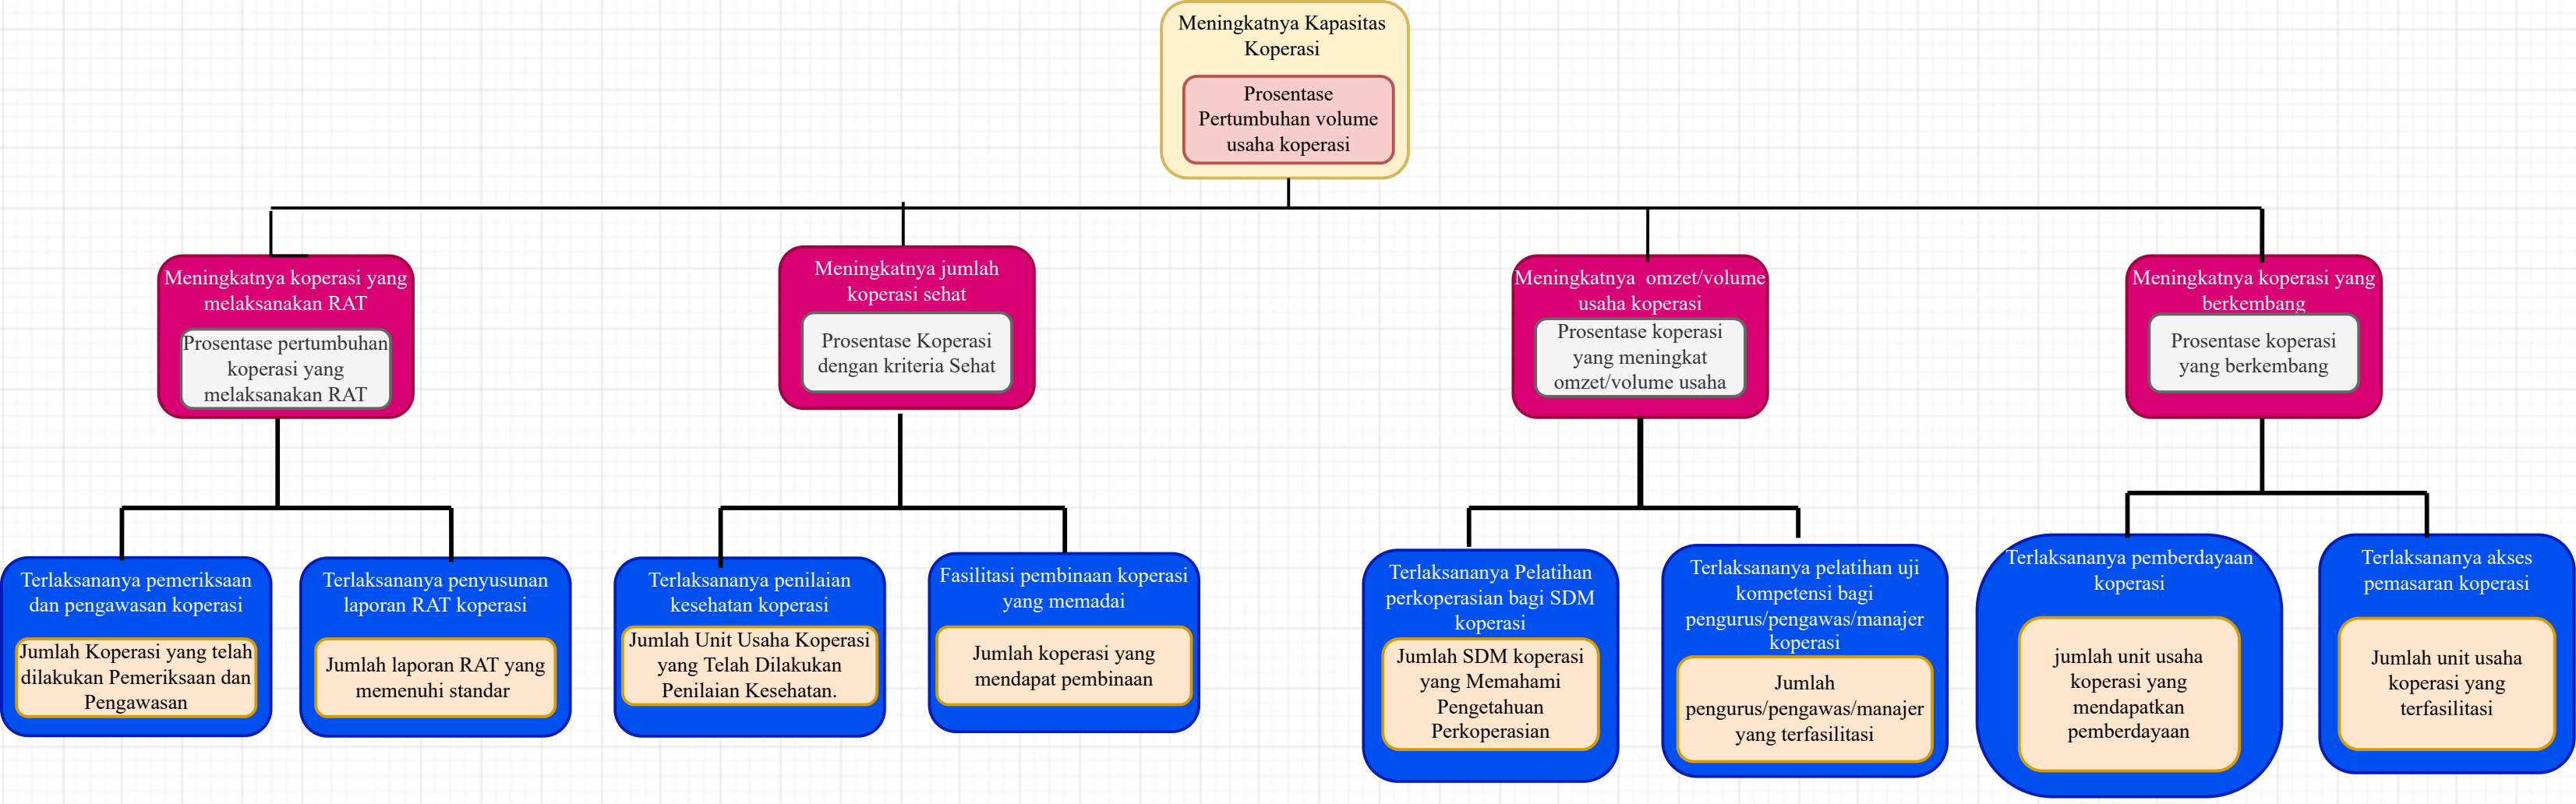 Meningkatnya Kapasitas
Koperasi
Prosentase
Pertumbuhan volume
usaha koperasi
Meningkatnya koperasi yang
melaksanakan RAT
Prosentase pertumbuhan
koperasi yang
melaksanakan RAT
Meningkatnya jumlah
koperasi sehat
Prosentase Koperasi
dengan kriteria Sehat
Meningkatnya  omzet/volume
usaha koperasi
Prosentase koperasi
yang meningkat
omzet/volume usaha
Meningkatnya koperasi yang
berkembang
Prosentase koperasi
yang berkembang
Terlaksananya pemeriksaan
dan pengawasan koperasi
Jumlah Koperasi yang telah
dilakukan Pemeriksaan dan
Pengawasan
Terlaksananya penyusunan
laporan RAT koperasi
Jumlah laporan RAT yang
memenuhi standar
Terlaksananya penilaian
kesehatan koperasi
Jumlah Unit Usaha Koperasi
yang Telah Dilakukan
Penilaian Kesehatan.
Fasilitasi pembinaan koperasi
yang memadai
Jumlah koperasi yang
mendapat pembinaan
Terlaksananya Pelatihan
perkoperasian bagi SDM
koperasi
Jumlah SDM koperasi
yang Memahami
Pengetahuan
Perkoperasian
Terlaksananya pelatihan uji
kompetensi bagi
pengurus/pengawas/manajer
koperasi
Jumlah
pengurus/pengawas/manajer
yang terfasilitasi
Terlaksananya pemberdayaan
koperasi
jumlah unit usaha
koperasi yang
mendapatkan
pemberdayaan
Terlaksananya akses
pemasaran koperasi
Jumlah unit usaha
koperasi yang
terfasilitasi